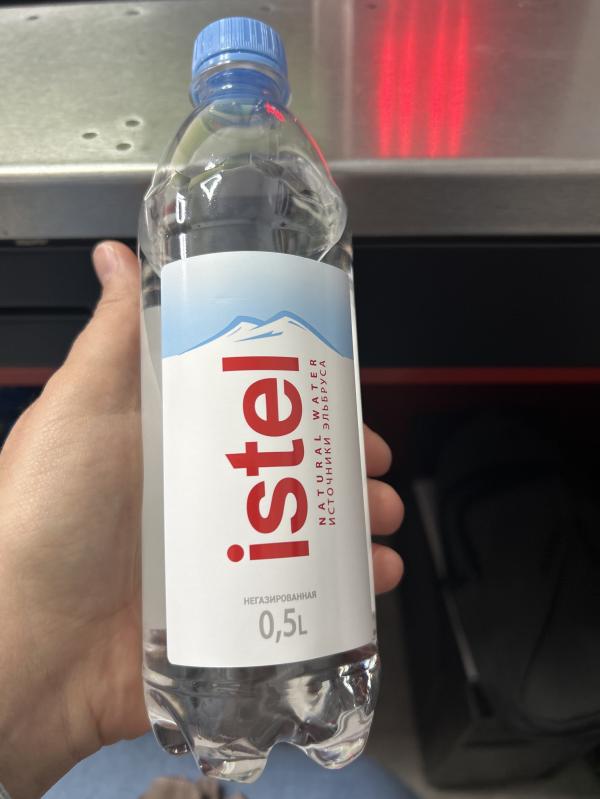 istel
NATURAL WATER
ИСТОЧНИКИ ЭЛЬБРУСА
НЕГАЗИРОВАННАЯ
0,5L